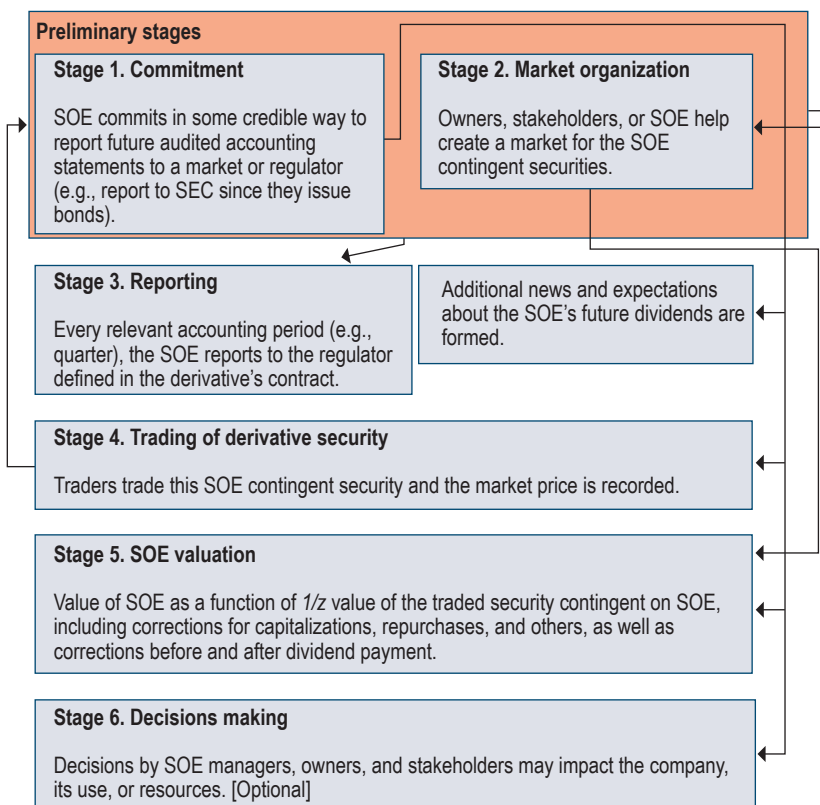 Preliminary stages
Stage 1. Commitment
SOE commits in some credible way to
report future audited accounting
statements to a market or regulator
(e.g., report to SEC since they issue
bonds).
Stage 2. Market organization
Owners, stakeholders, or SOE help
create a market for the SOE
contingent securities.
Stage 3. Reporting
Every relevant accounting period (e.g.,
quarter), the SOE reports to the regulator
defined in the derivative’s contract.
Additional news and expectations
about the SOE’s future dividends are
formed.
Stage 4. Trading of derivative security
Traders trade this SOE contingent security and the market price is recorded.
Stage 5. SOE valuation
Value of SOE as a function of 1/z value of the traded security contingent on SOE,
including corrections for capitalizations, repurchases, and others, as well as
corrections before and after dividend payment.
Stage 6. Decisions making
Decisions by SOE managers, owners, and stakeholders may impact the company,
its use, or resources. [Optional]